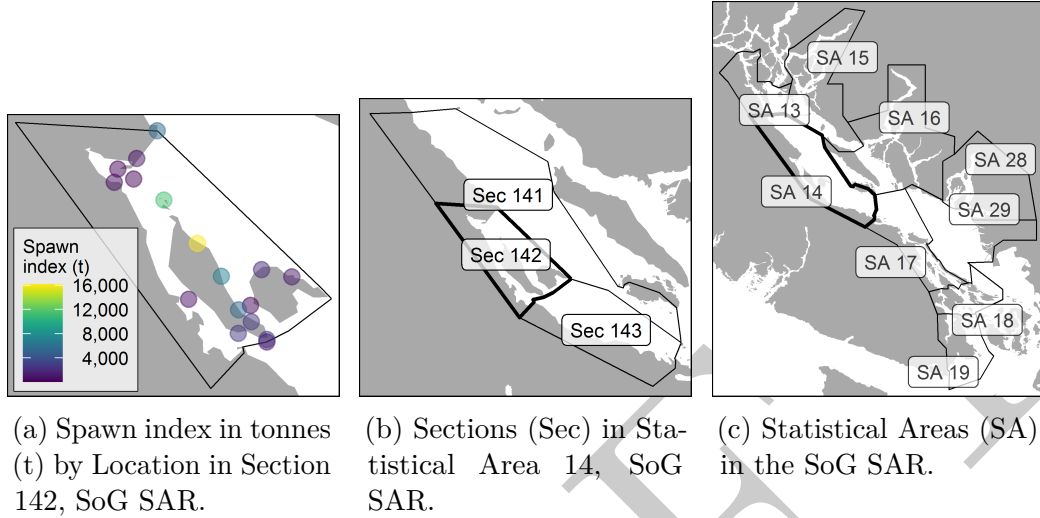 Spawn
index (t)
16,000
12,000
8,000
4,000
Sec 141
Sec 142
Sec 143
SA 15
SA 13
SA 16
SA 28
SA 14
SA 29
SA 17
SA 18
SA 19
(a) Spawn index in tonnes
(t) by Location in Section
142, SoG SAR.
(b) Sections (Sec) in Sta-
tistical Area 14, SoG
SAR.
(c) Statistical Areas (SA)
in the SoG SAR.